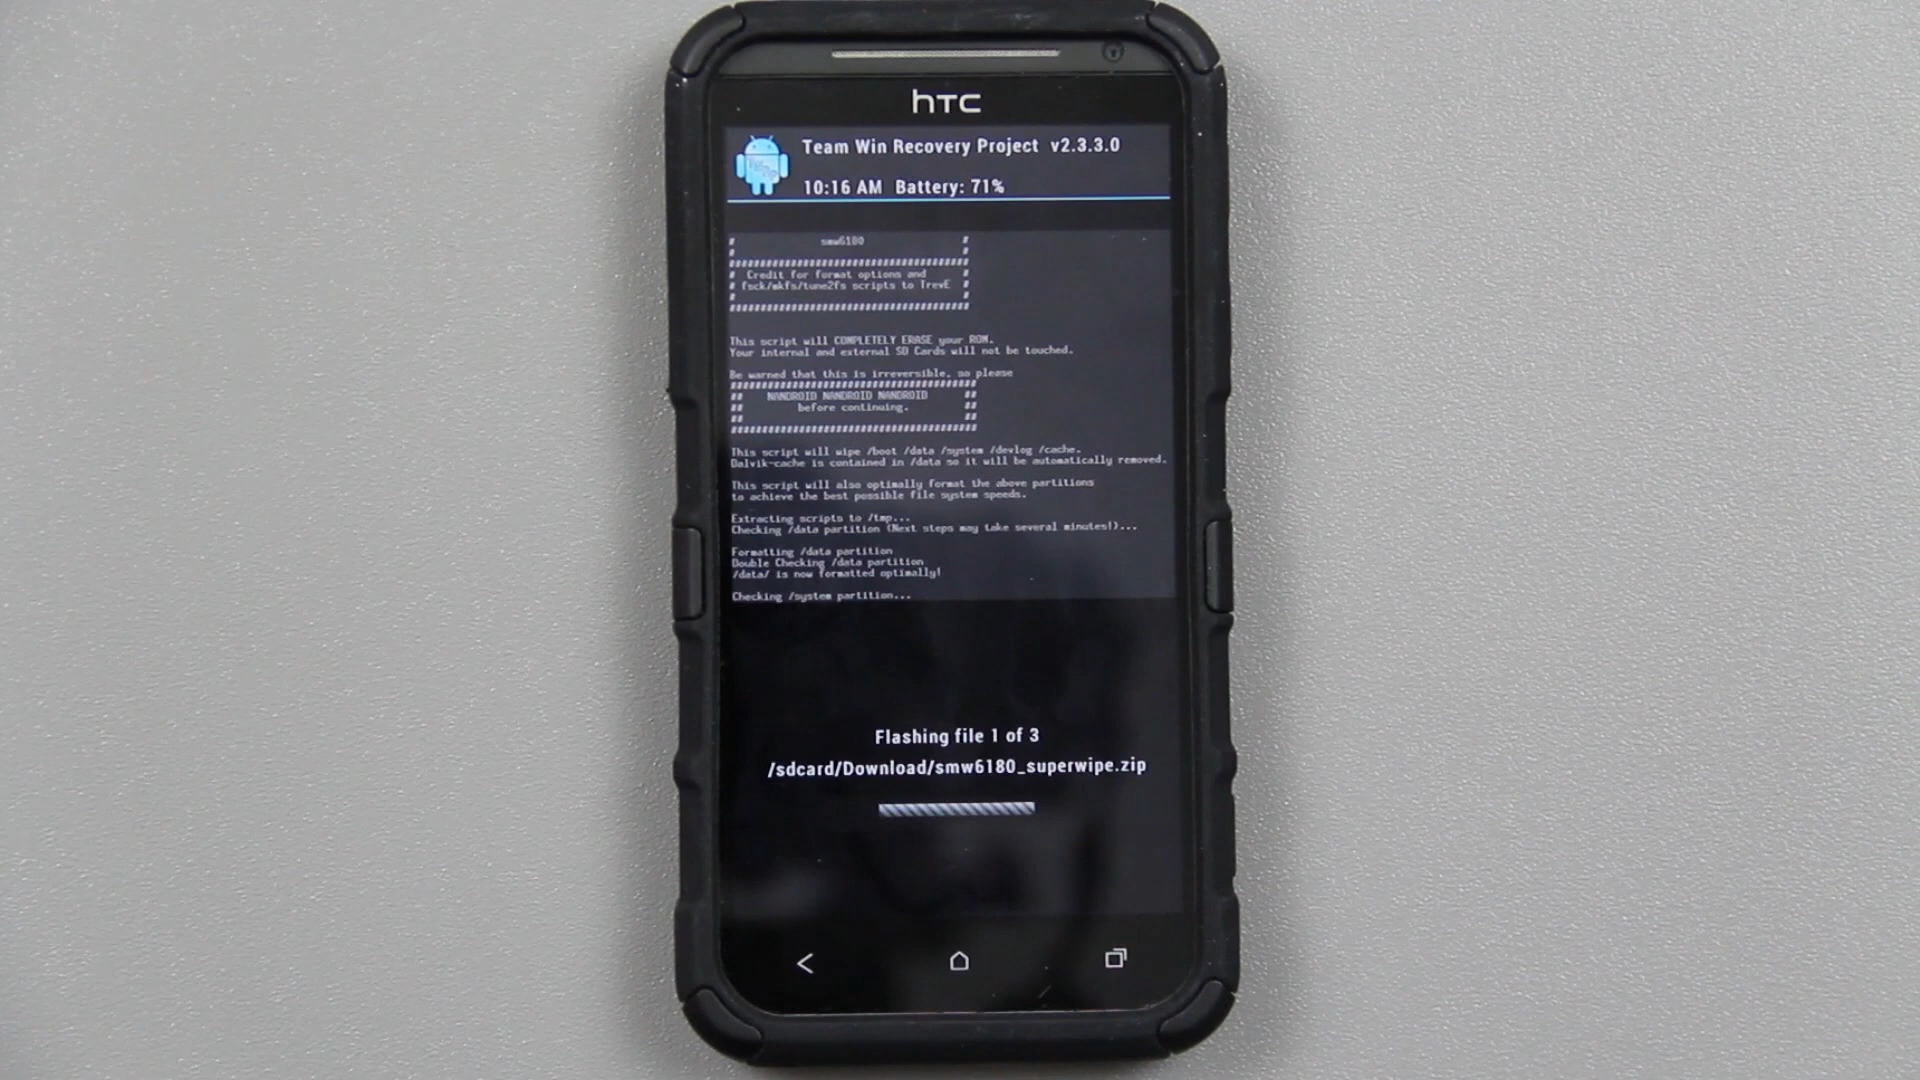 hTC
Team Win Recovery Project v2.3.3.0
10:16 AM Battery: 71%
# smw6180 #
# #
######################################
# Credit for format options and #
# fsck/mkfs/tune2fs scripts to TrevE #
# #
######################################
This script will COMPLETELY ERASE your ROM.
Your internal and external SD Cards will not be touched.
Be warned that this is irreversible, so please
#######################################
## NANDROID NANDROID NANDROID ##
## before continuing. ##
## ##
#######################################
This script will wipe /boot /data /system /devlog /cache.
Dalvik-cache is contained in /data so it will be automatically removed.
This script will also optimally format the above partitions
to achieve the best possible file system speeds.
Extracting scripts to /tmp...
Checking /data partition (Next steps may take several minutes!)...
Formatting /data partition
Double Checking /data partition
/data/ is now formatted optimally!
Checking /system partition...
Flashing file 1 of 3
/sdcard/Download/smw6180_superwipe.zip